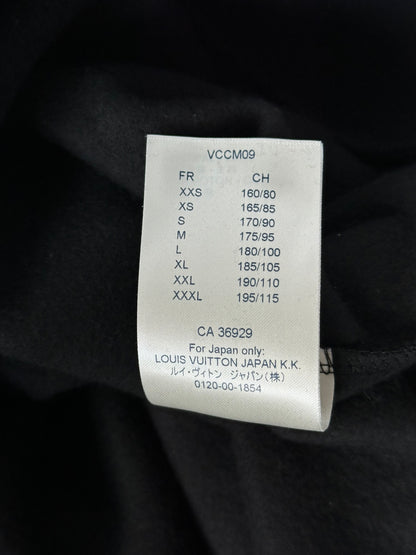 VCCM09
FR CH
XXS 160/80
XS 165/85
S 170/90
M 175/95
L 180/100
XL 185/105
XXL 190/110
XXXL 195/115
CA 36929
For Japan only:
LOUIS VUITTON JAPAN K.K.
ルイ・ヴィトン ジャパン(株)
0120-00-1854